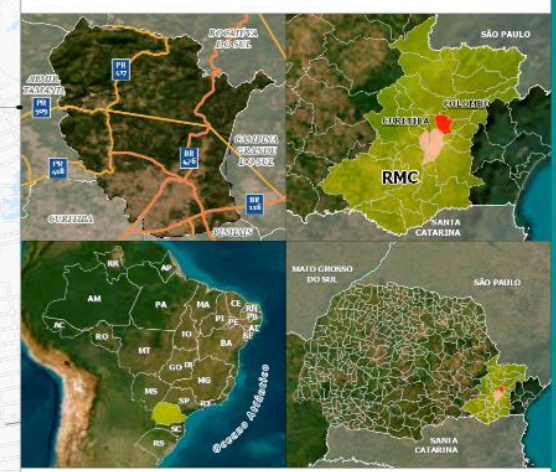 BOCAIÚVA
DO SUL
PR
417
ALMIR.
TAMAND.
PR
509
CAMPINA
GRANDE
DO SUL
BR
476
PR
418
BR
116
CURITIBA
PINHAIS
SÃO PAULO
COLOMBO
CURITIBA
RMC
SANTA
CATARINA
RR
AP
AM
PA
MA
CE
RN
PB
PI
PE
AL
SE
AC
RO
TO
BA
MT
GO
DF
MG
MS
SP
RJ
SC
RS
Oceano Atlântico
MATO GROSSO
DO SUL
SÃO PAULO
SANTA
CATARINA